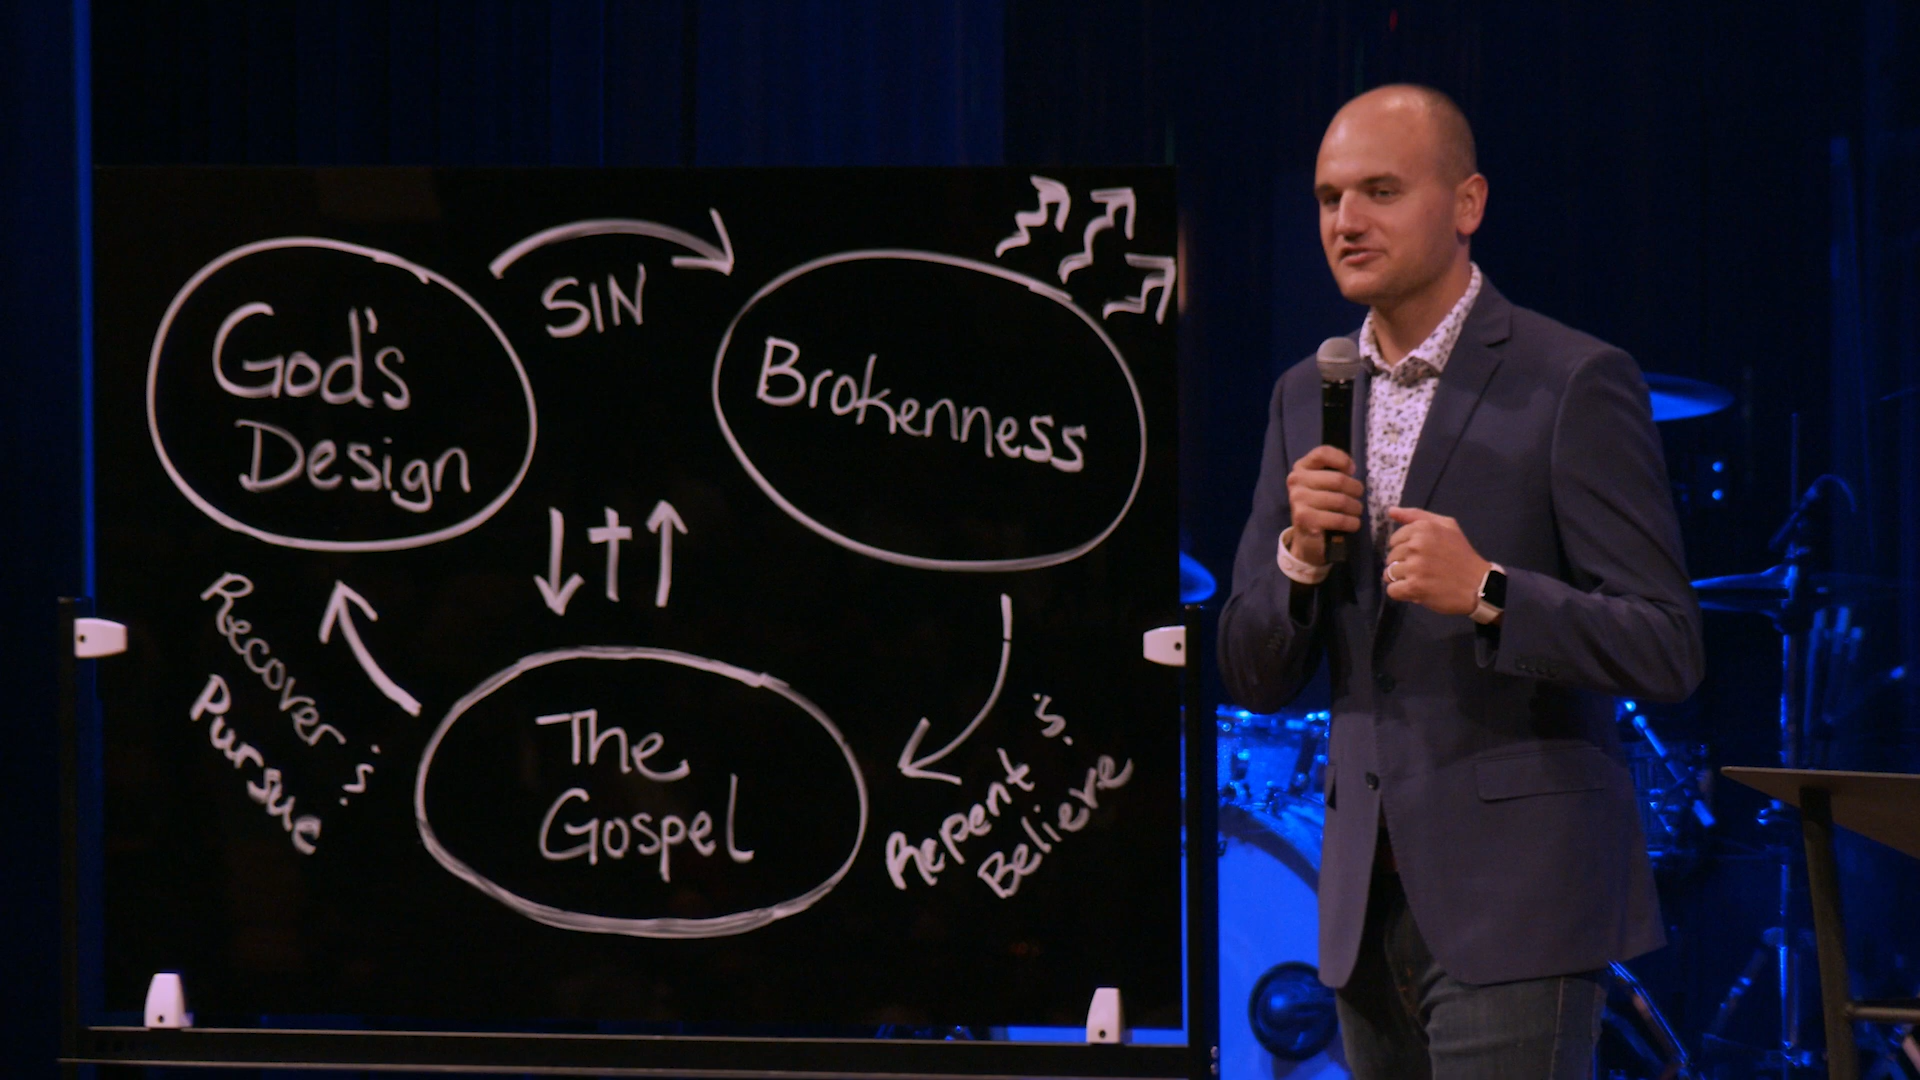 God's
Design
SIN
Brokenness
Recover &
Pursue
The
Gospel
Repent &
Believe